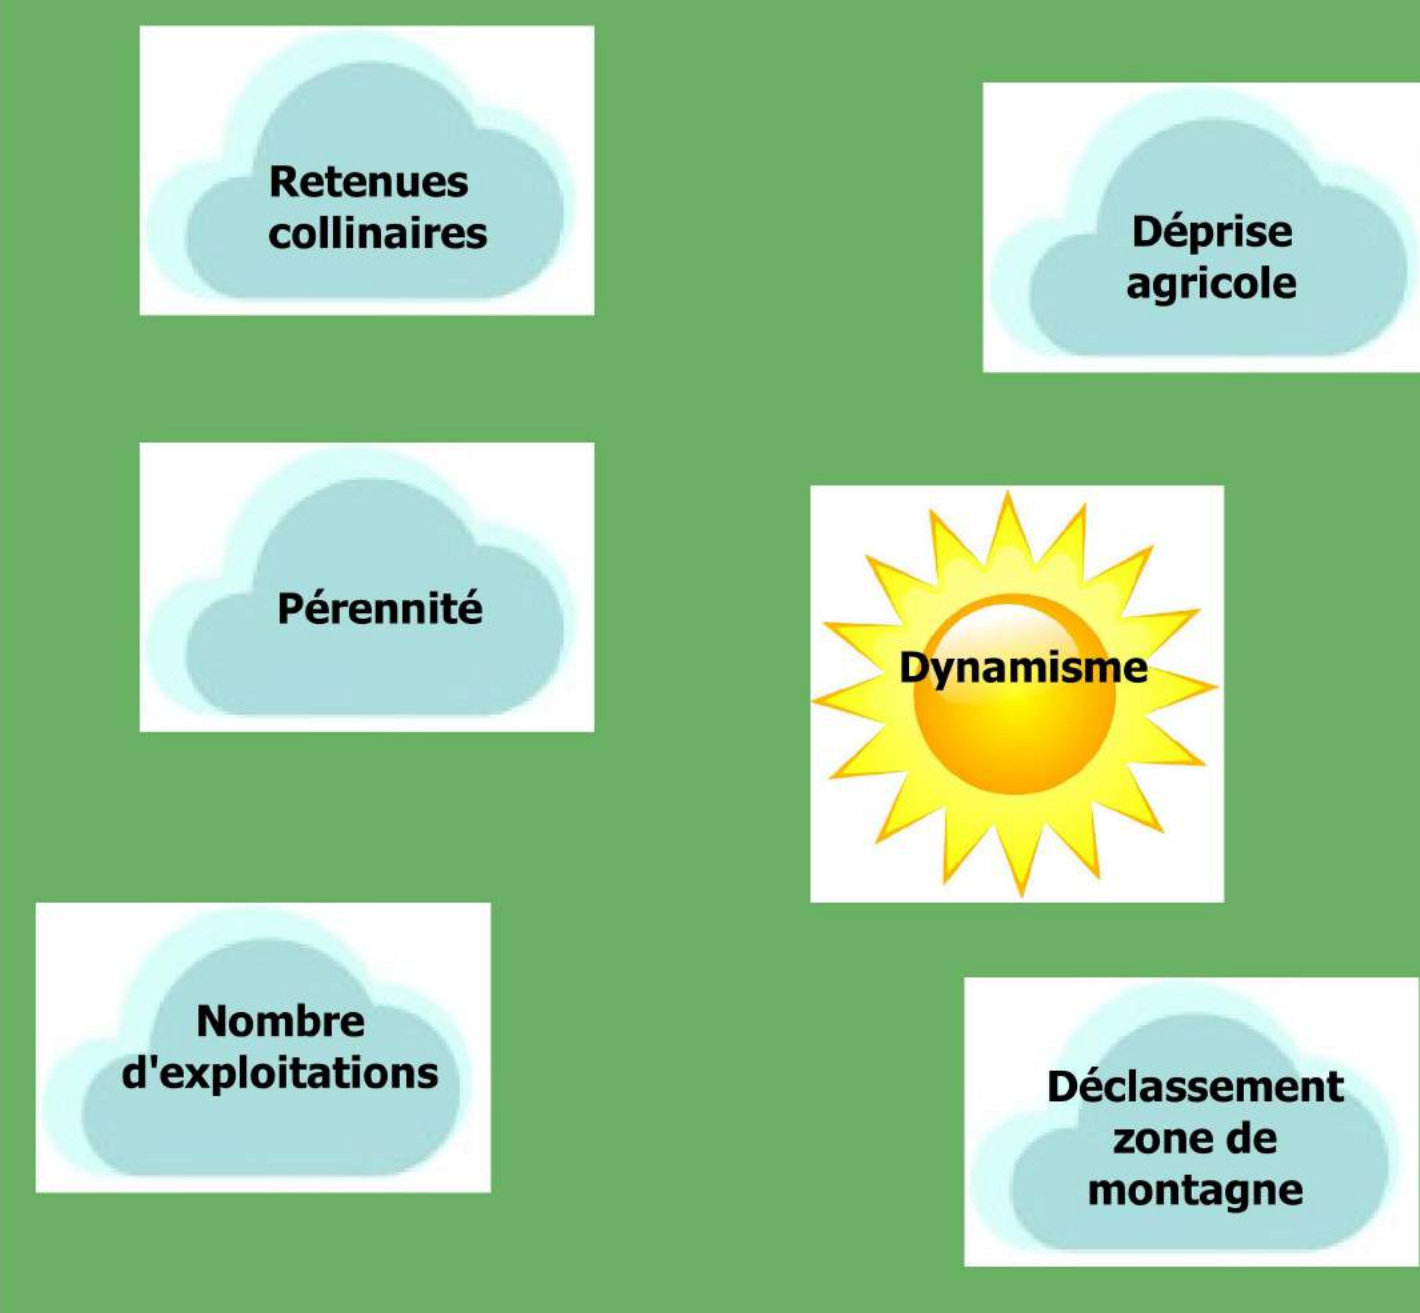 Retenues
collinaires
Déprise
agricole
Pérennité
Dynamisme
Nombre
d'exploitations
Déclassement
zone de
montagne